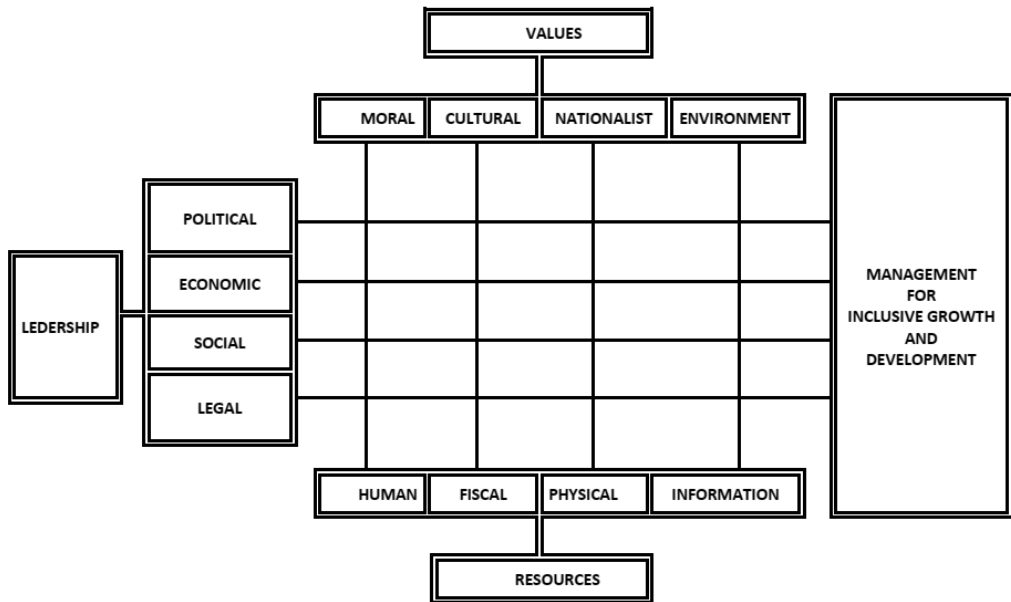 VALUES
MORAL
CULTURAL
NATIONALIST
ENVIRONMENT
POLITICAL
ECONOMIC
LEDERSHIP
SOCIAL
LEGAL
MANAGEMENT
FOR
INCLUSIVE GROWTH
AND
DEVELOPMENT
HUMAN
FISCAL
PHYSICAL
INFORMATION
RESOURCES